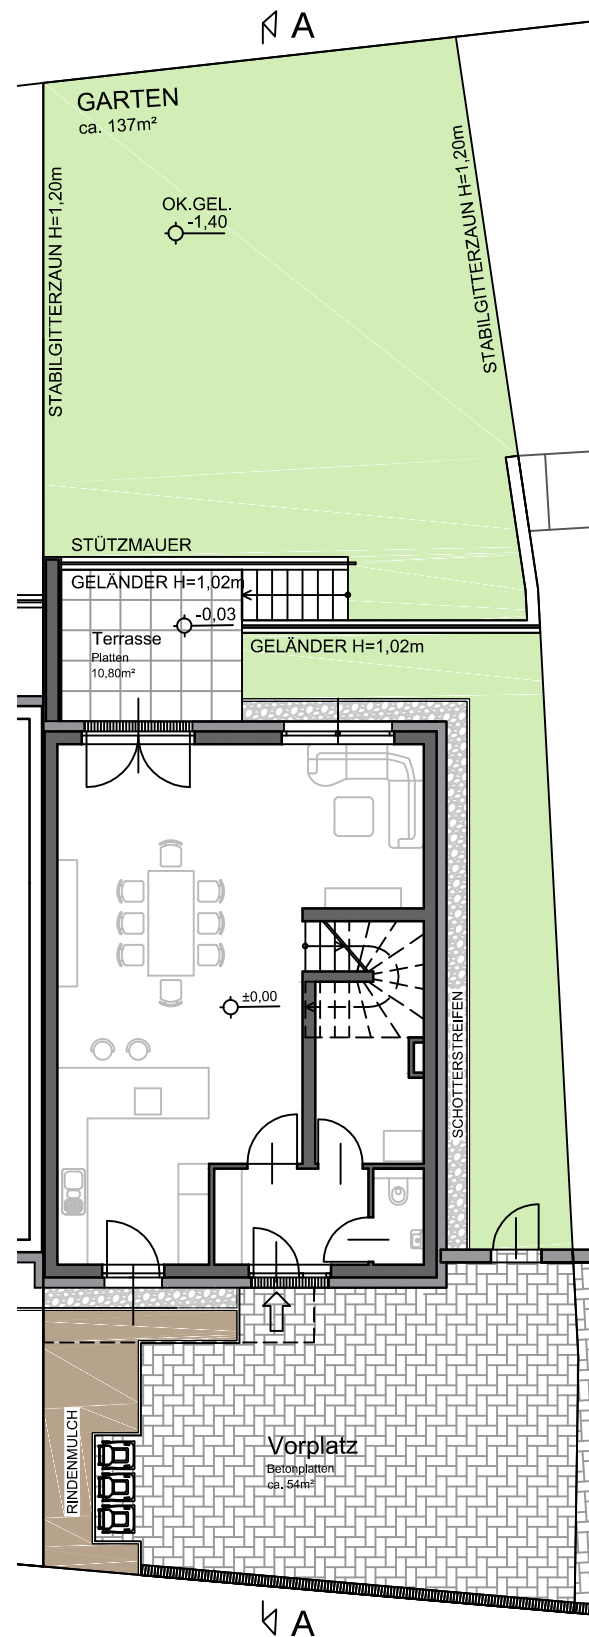 A
GARTEN
ca. 137m²
STABILGITTERZAUN H=1,20m
STABILGITTERZAUN H=1,20m
OK.GEL.
-1,40
STÜTZMAUER
GELÄNDER H=1,02m
-0,03
Terrasse
Platten
10,80m²
GELÄNDER H=1,02m
±0,00
SCHOTTERSTREIFEN
RINDENMULCH
Vorplatz
Betonplatten
ca. 54m²
A